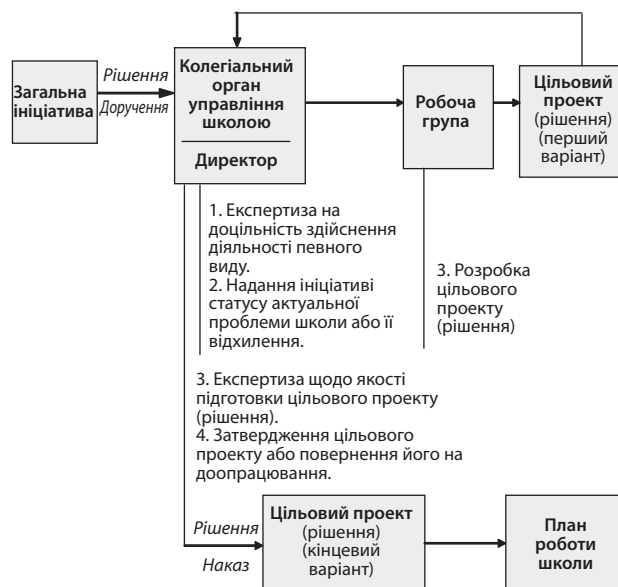 Загальна
ініціатива
Рішення
Доручення
Колегіальний
орган
управління
школою
Директор
Робоча
група
Цільовий
проект
(рішення)
(перший
варіант)
1. Експертиза на
доцільність здійснення
діяльності певного
виду.
2. Надання ініціативі
статусу актуальної
проблеми школи або її
відхилення.
3. Розробка
цільового
проекту
(рішення)
3. Експертиза щодо якості
підготовки цільового проекту
(рішення).
4. Затвердження цільового
проекту або повернення його на
доопрацювання.
Рішення
Наказ
Цільовий проект
(рішення)
(кінцевий
варіант)
План
роботи
школи